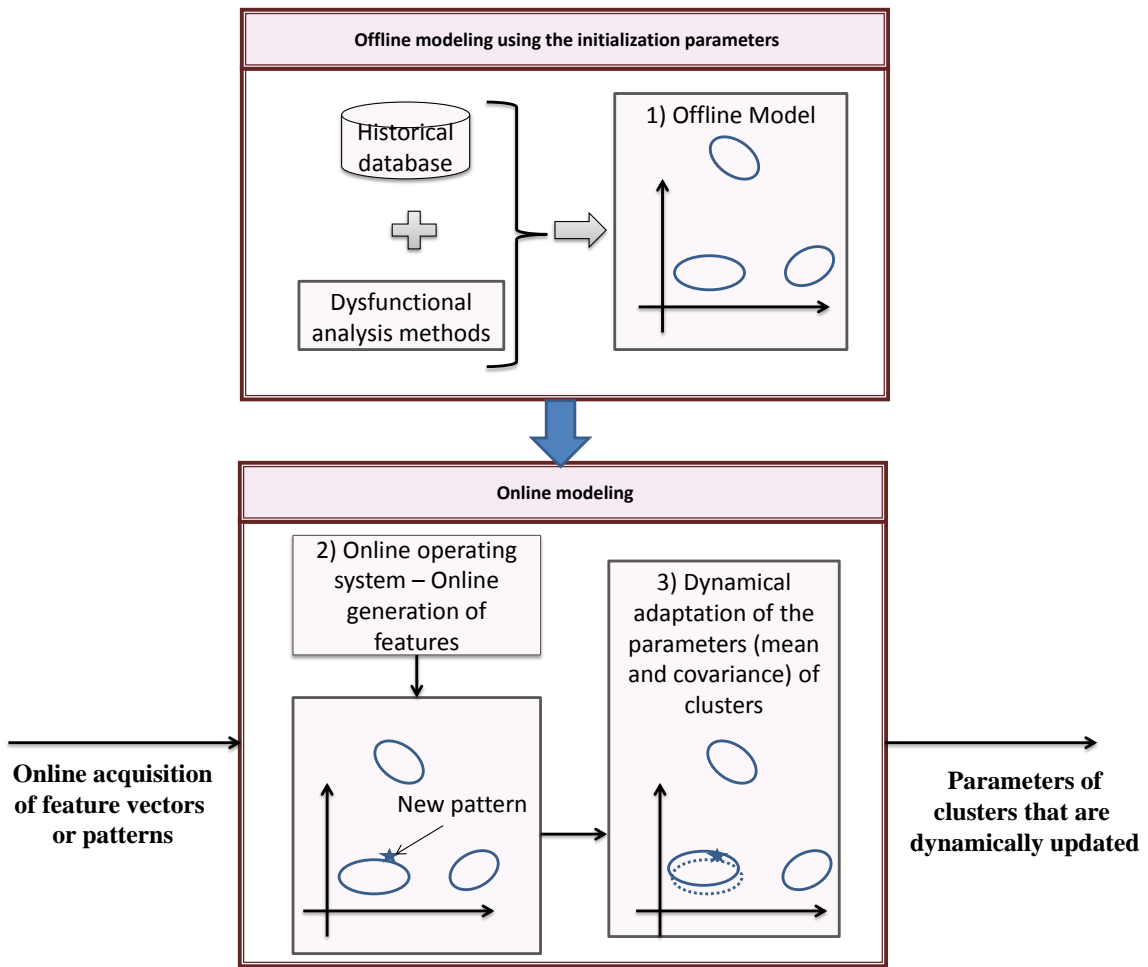 Offline modeling using the initialization parameters
Historical
database
Dysfunctional
analysis methods
1) Offline Model
Online modeling
2) Online operating
system – Online
generation of
features
New pattern
3) Dynamical
adaptation of the
parameters (mean
and covariance) of
clusters
Online acquisition
of feature vectors
or patterns
Parameters of
clusters that are
dynamically updated